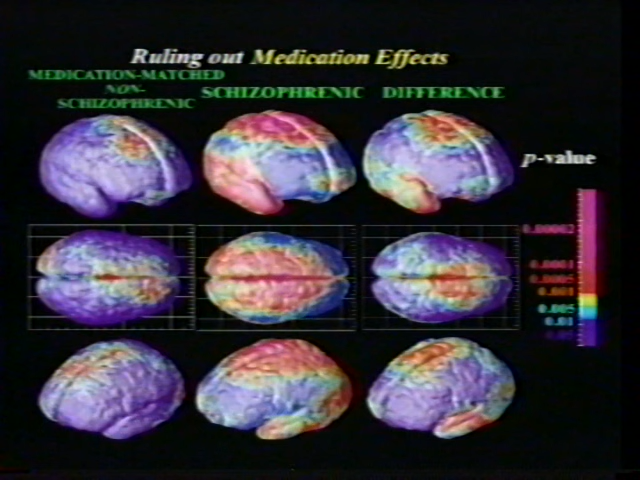 Ruling out Medication Effects
MEDICATION-MATCHED
NON-
SCHIZOPHRENIC
SCHIZOPHRENIC
DIFFERENCE
p-value
0.00002
0.0001
0.0005
0.001
0.005
0.01
0.05